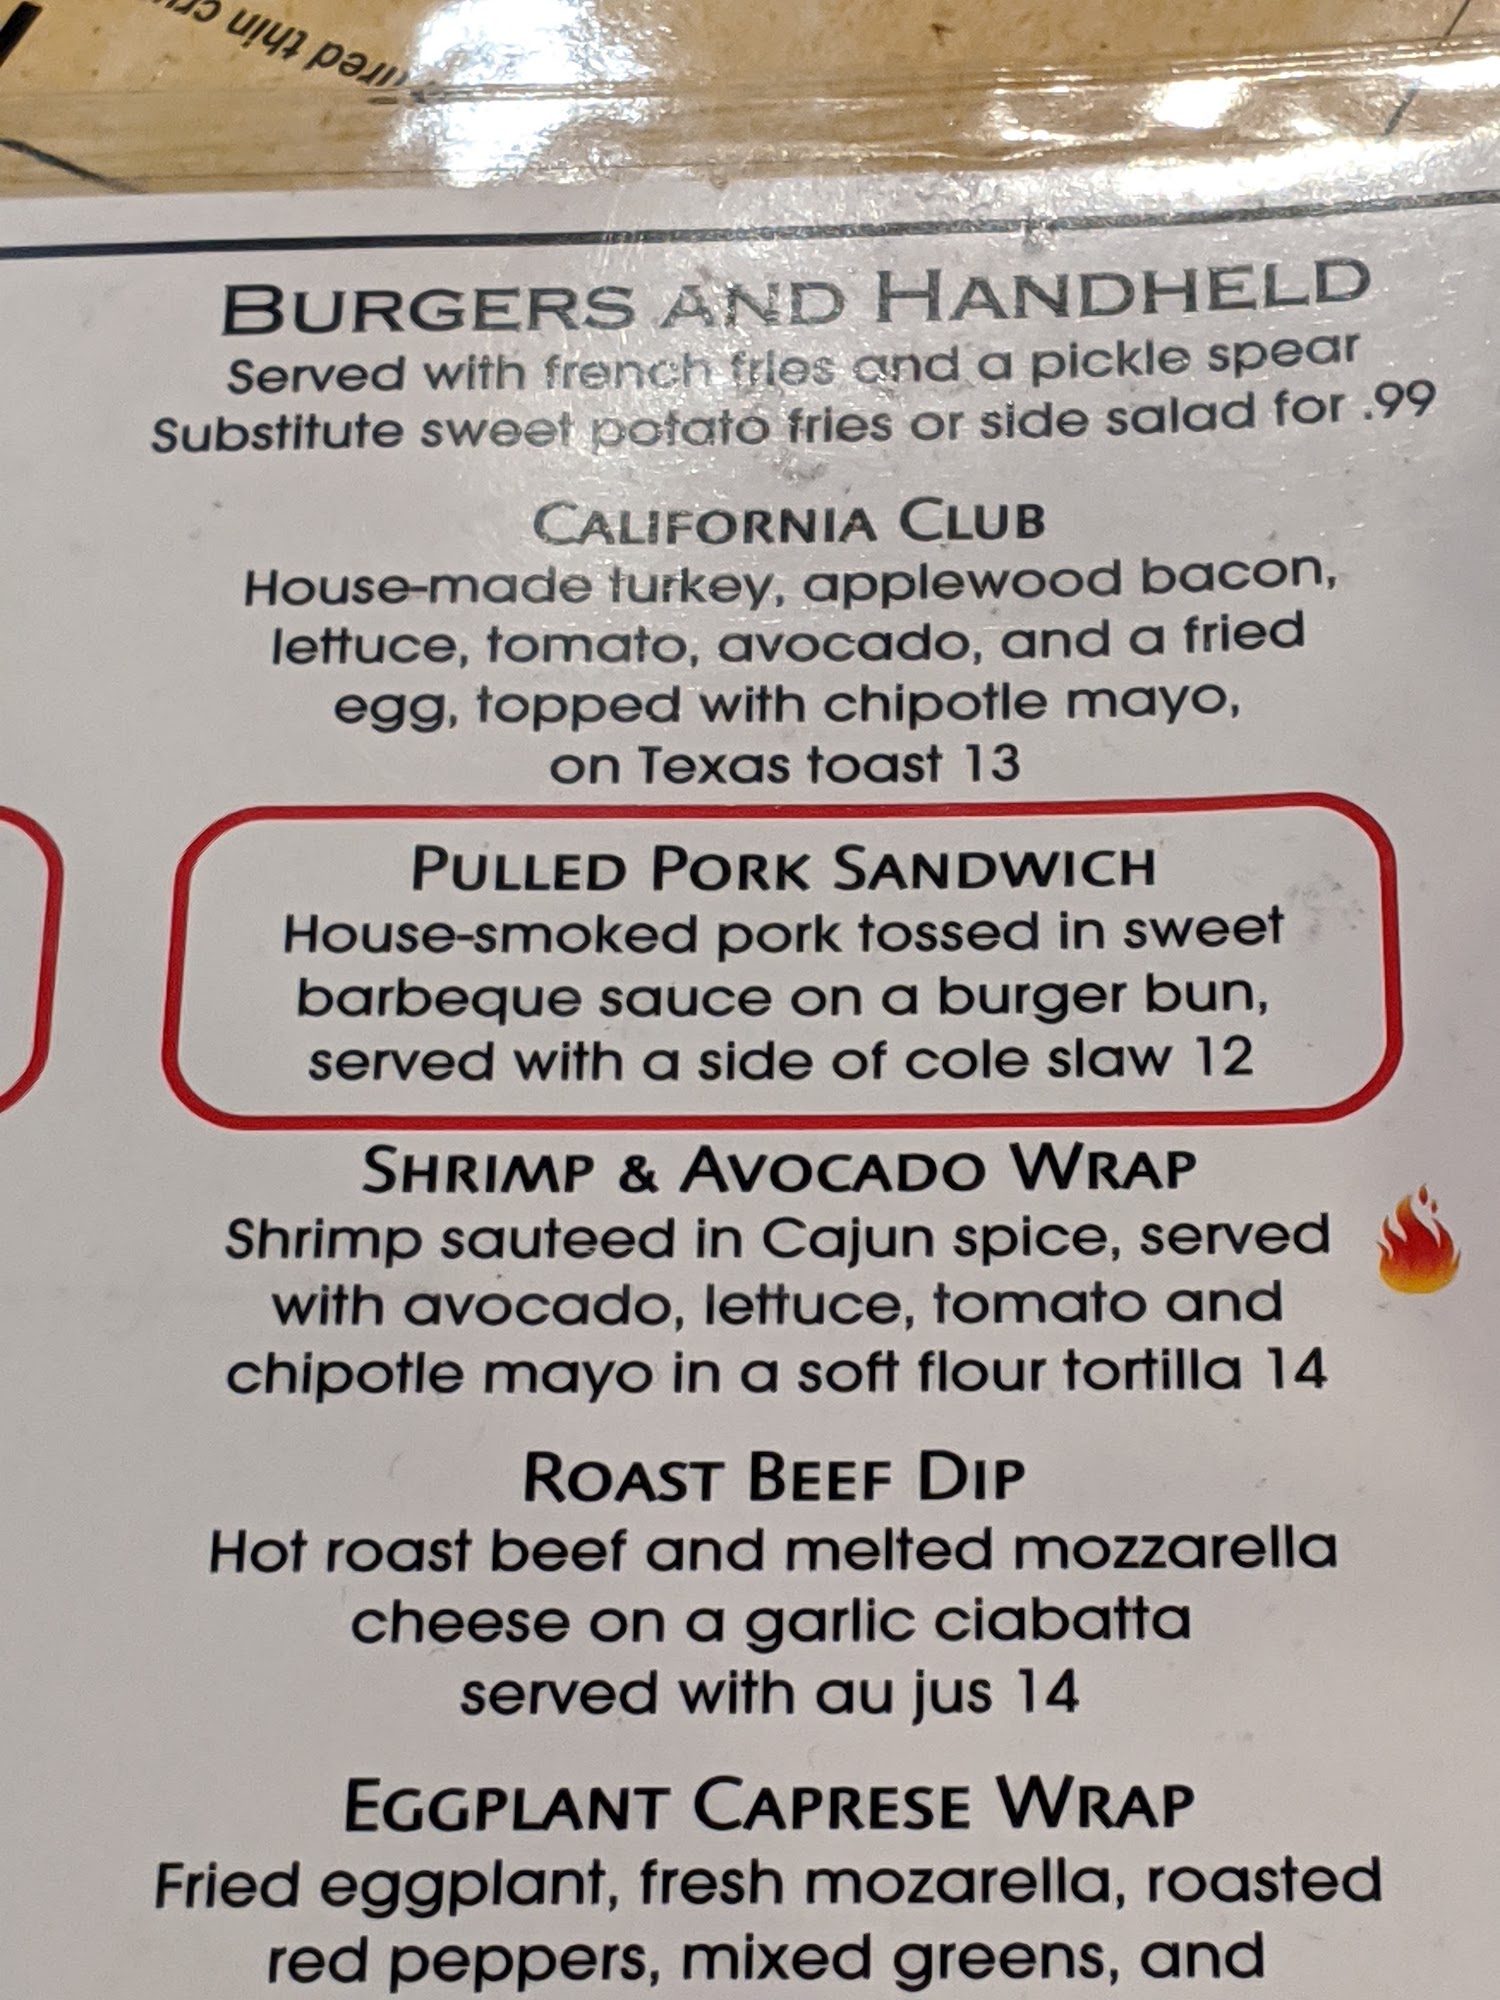 thin
BURGERS AND HANDHELD
Served with french fries and a pickle spear
Substitute sweet potato fries or side salad for .99
CALIFORNIA CLUB
House-made turkey, applewood bacon,
lettuce, tomato, avocado, and a fried
egg, topped with chipotle mayo,
on Texas toast 13
PULLED PORK SANDWICH
House-smoked pork tossed in sweet
barbeque sauce on a burger bun,
served with a side of cole slaw 12
SHRIMP & AVOCADO WRAP
Shrimp sauteed in Cajun spice, served
with avocado, lettuce, tomato and
chipotle mayo in a soft flour tortilla 14
ROAST BEEF DIP
Hot roast beef and melted mozzarella
cheese on a garlic ciabatta
served with au jus 14
EGGPLANT CAPRESE WRAP
Fried eggplant, fresh mozarella, roasted
red peppers, mixed greens, and